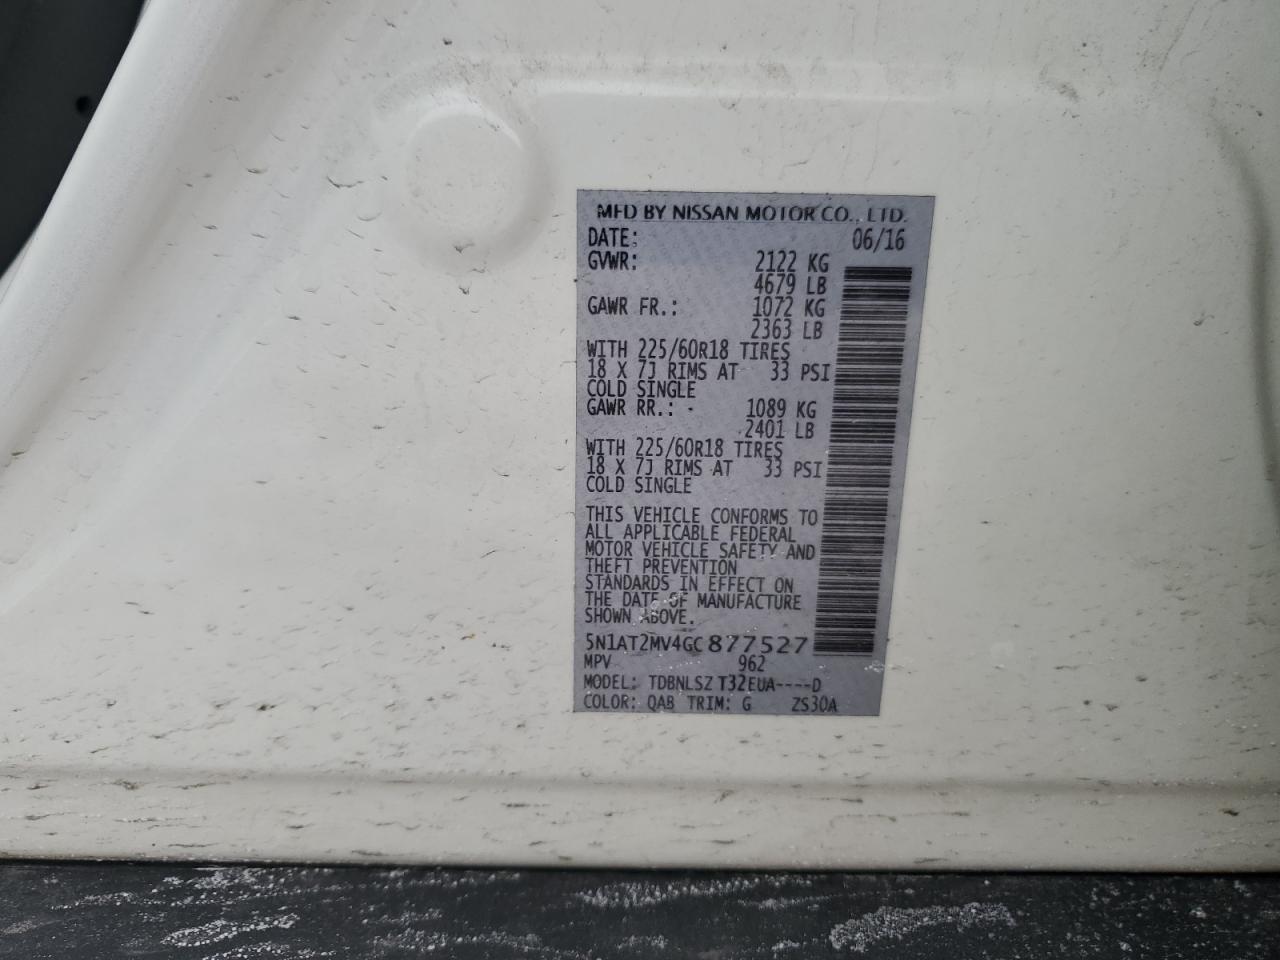 MFD BY NISSAN MOTOR CO., LTD.
DATE: 06/16
GVWR: 2122 KG
4679 LB
GAWR FR.: 1072 KG
2363 LB
WITH 225/60R18 TIRES
18 X 7J RIMS AT 33 PSI
COLD SINGLE
GAWR RR.: 1089 KG
2401 LB
WITH 225/60R18 TIRES
18 X 7J RIMS AT 33 PSI
COLD SINGLE
THIS VEHICLE CONFORMS TO
ALL APPLICABLE FEDERAL
MOTOR VEHICLE SAFETY AND
THEFT PREVENTION
STANDARDS IN EFFECT ON
THE DATE OF MANUFACTURE
SHOWN ABOVE.
5N1AT2MV4GC877527
MPV 962
MODEL: TDBNLSZ T32EUA----D
COLOR: QAB TRIM: G ZS30A